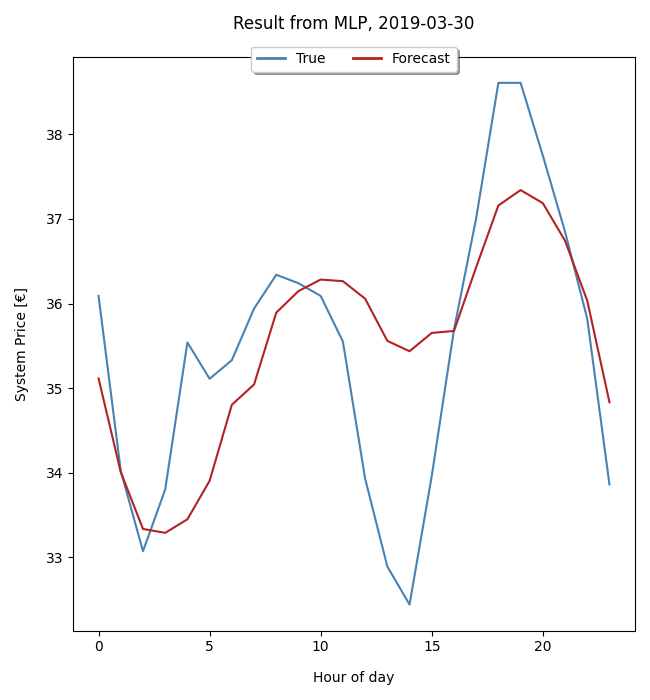 Result from MLP, 2019-03-30
True Forecast
38
37
36
35
34
33
System Price [€]
0 5 10 15 20
Hour of day